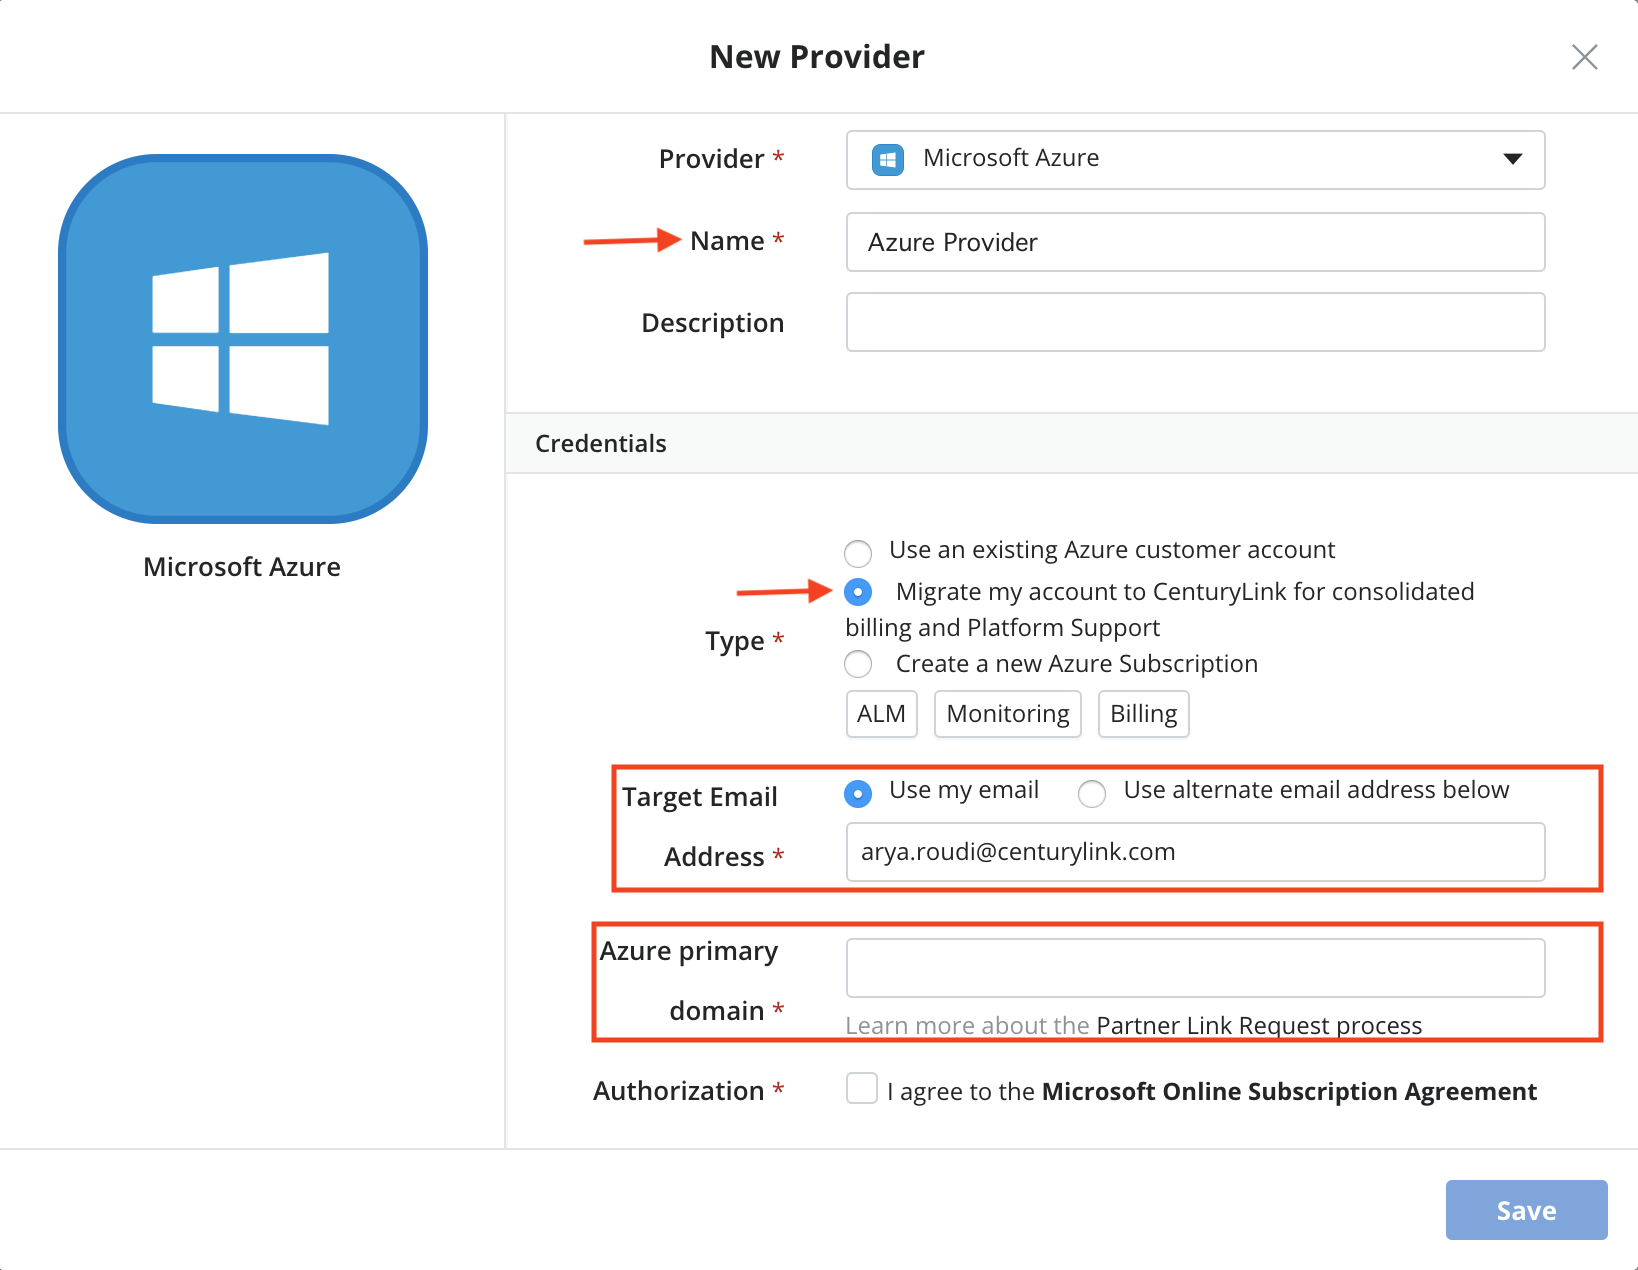 New Provider
Provider *
Microsoft Azure
Name *
Azure Provider
Description
Microsoft Azure
Credentials
Type *
Use an existing Azure customer account
Migrate my account to CenturyLink for consolidated
billing and Platform Support
Create a new Azure Subscription
ALM Monitoring Billing
Target Email
Address *
Use my email Use alternate email address below
arya.roudi@centurylink.com
Azure primary
domain *
Learn more about the Partner Link Request process
Authorization *
I agree to the Microsoft Online Subscription Agreement
Save